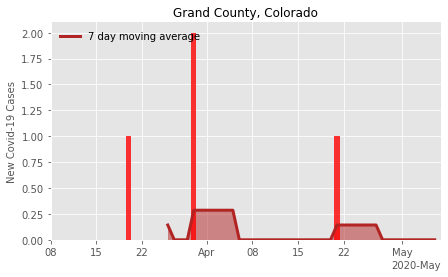 Grand County, Colorado
7 day moving average
New Covid-19 Cases
2.00
1.75
1.50
1.25
1.00
0.75
0.50
0.25
0.00
08 15 22 Apr 08 15 22 May
2020-May